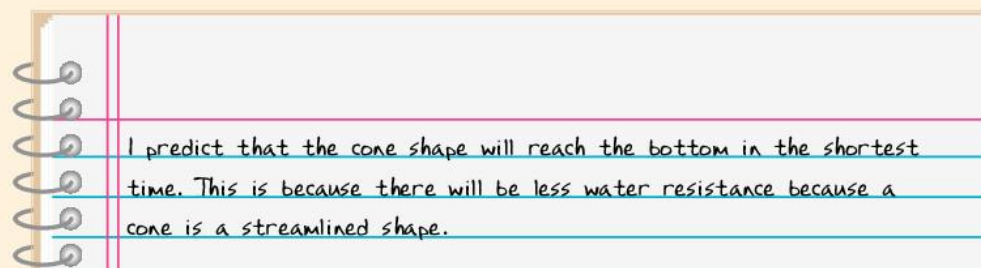 I predict that the cone shape will reach the bottom in the shortest
time. This is because there will be less water resistance because a
cone is a streamlined shape.